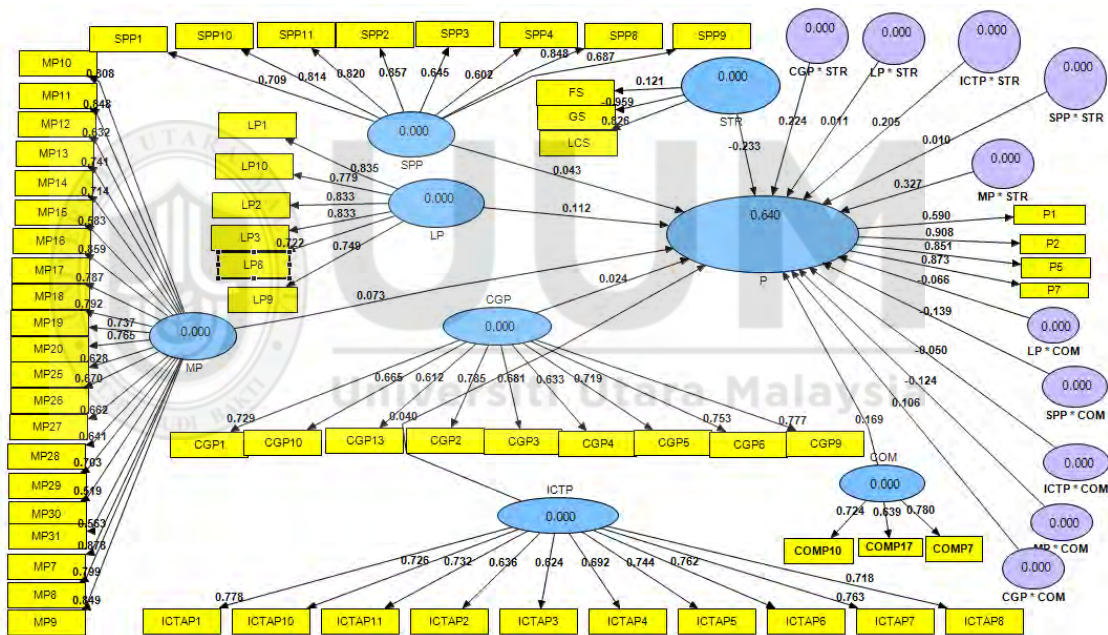 SPP1 SPP10 SPP11 SPP2 SPP3 SPP4 SPP8 SPP9
0.709 0.814 0.820 0.657 0.645 0.602 0.848 0.687
0.000
SPP
0.043
MP10
0.808
MP11
0.848
MP12
0.632
MP13
0.741
MP14
0.714
MP15
0.583
MP16
0.859
MP17
0.787
MP18
0.792
MP19
0.737
MP20
0.765
MP25
0.628
MP26
0.670
MP27
0.662
MP28
0.641
MP29
0.703
MP30
0.519
MP31
0.563
MP7
0.878
MP8
0.799
MP9
0.849
0.000
MP
0.073
LP1
0.835
LP10
0.779
LP2
0.833
LP3
0.833
LP8
0.722
LP9
0.749
0.000
LP
0.112
FS
0.121
GS
-0.959
LCS
0.826
0.000
STR
-0.233
0.000
CGP * STR
0.224
0.000
LP * STR
0.011
0.000
ICTP * STR
0.205
0.000
SPP * STR
0.010
0.000
MP * STR
0.327
0.640
P
0.590
P1
0.908
P2
0.851
P5
0.873
P7
-0.066
0.000
LP * COM
-0.139
0.000
SPP * COM
-0.050
0.000
ICTP * COM
-0.124
0.000
MP * COM
0.106
0.000
CGP * COM
UUM
Universiti Utara Malaysia
CGP
0.000
0.024
0.729 0.665 0.612 0.785 0.681 0.633 0.719 0.753 0.777
CGP1 CGP10 CGP13 CGP2 CGP3 CGP4 CGP5 CGP6 CGP9
0.040
0.169
COM
0.000
0.724 0.639 0.780
COMP10 COMP17 COMP7
ICTP
0.000
0.778 0.726 0.732 0.636 0.624 0.692 0.744 0.762 0.763 0.718
ICTAP1 ICTAP10 ICTAP11 ICTAP2 ICTAP3 ICTAP4 ICTAP5 ICTAP6 ICTAP7 ICTAP8